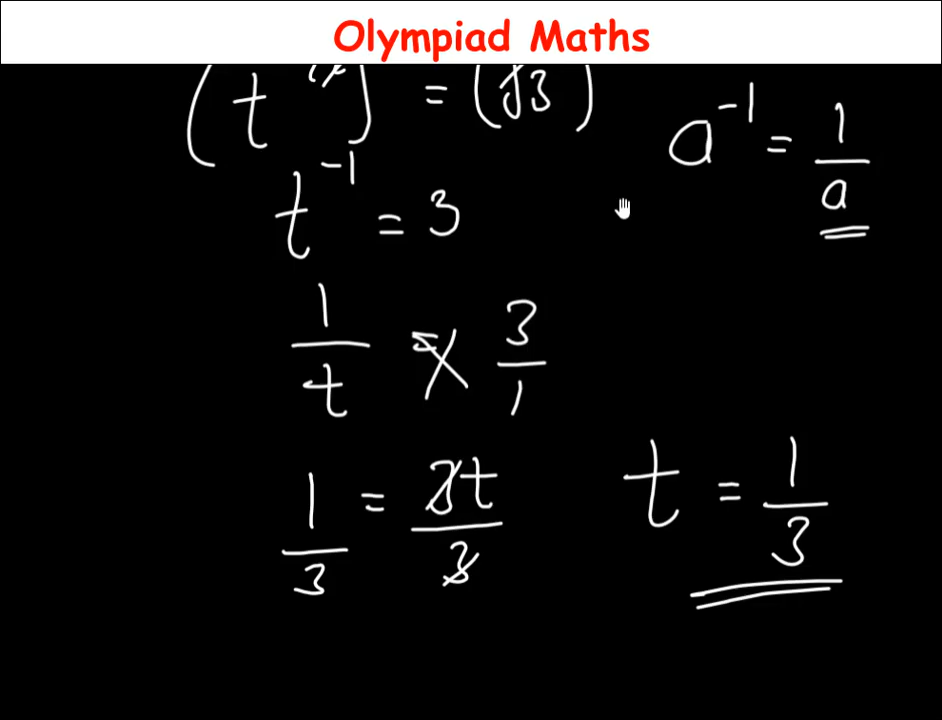 Olympiad Maths
(t ) = (√3 )
a⁻¹ = 1/a
t⁻¹ = 3
1/t = 3/1
1/3 = 3t/3
t = 1/3